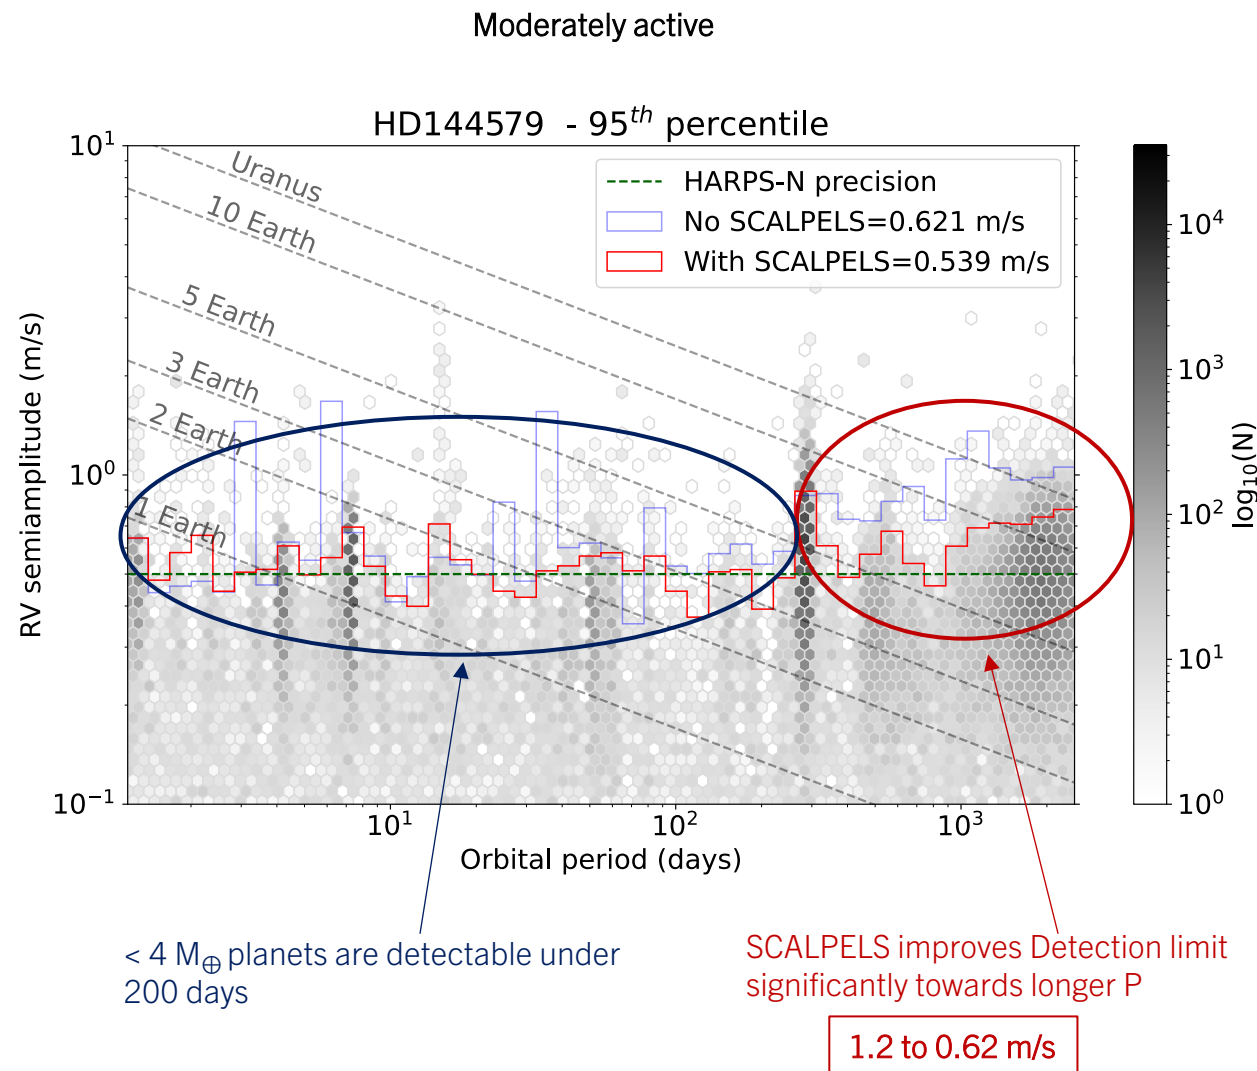 Moderately active
HD144579 - 95th percentile
10^1
10^0
10^-1
RV semiamplitude (m/s)
Uranus
10 Earth
5 Earth
3 Earth
2 Earth
1 Earth
HARPS-N precision
No SCALPELS=0.621 m/s
With SCALPELS=0.539 m/s
10^1
10^2
10^3
Orbital period (days)
10^4
10^3
10^2
10^1
10^0
log10(N)
< 4 M⊕ planets are detectable under
200 days
SCALPELS improves Detection limit
significantly towards longer P
1.2 to 0.62 m/s